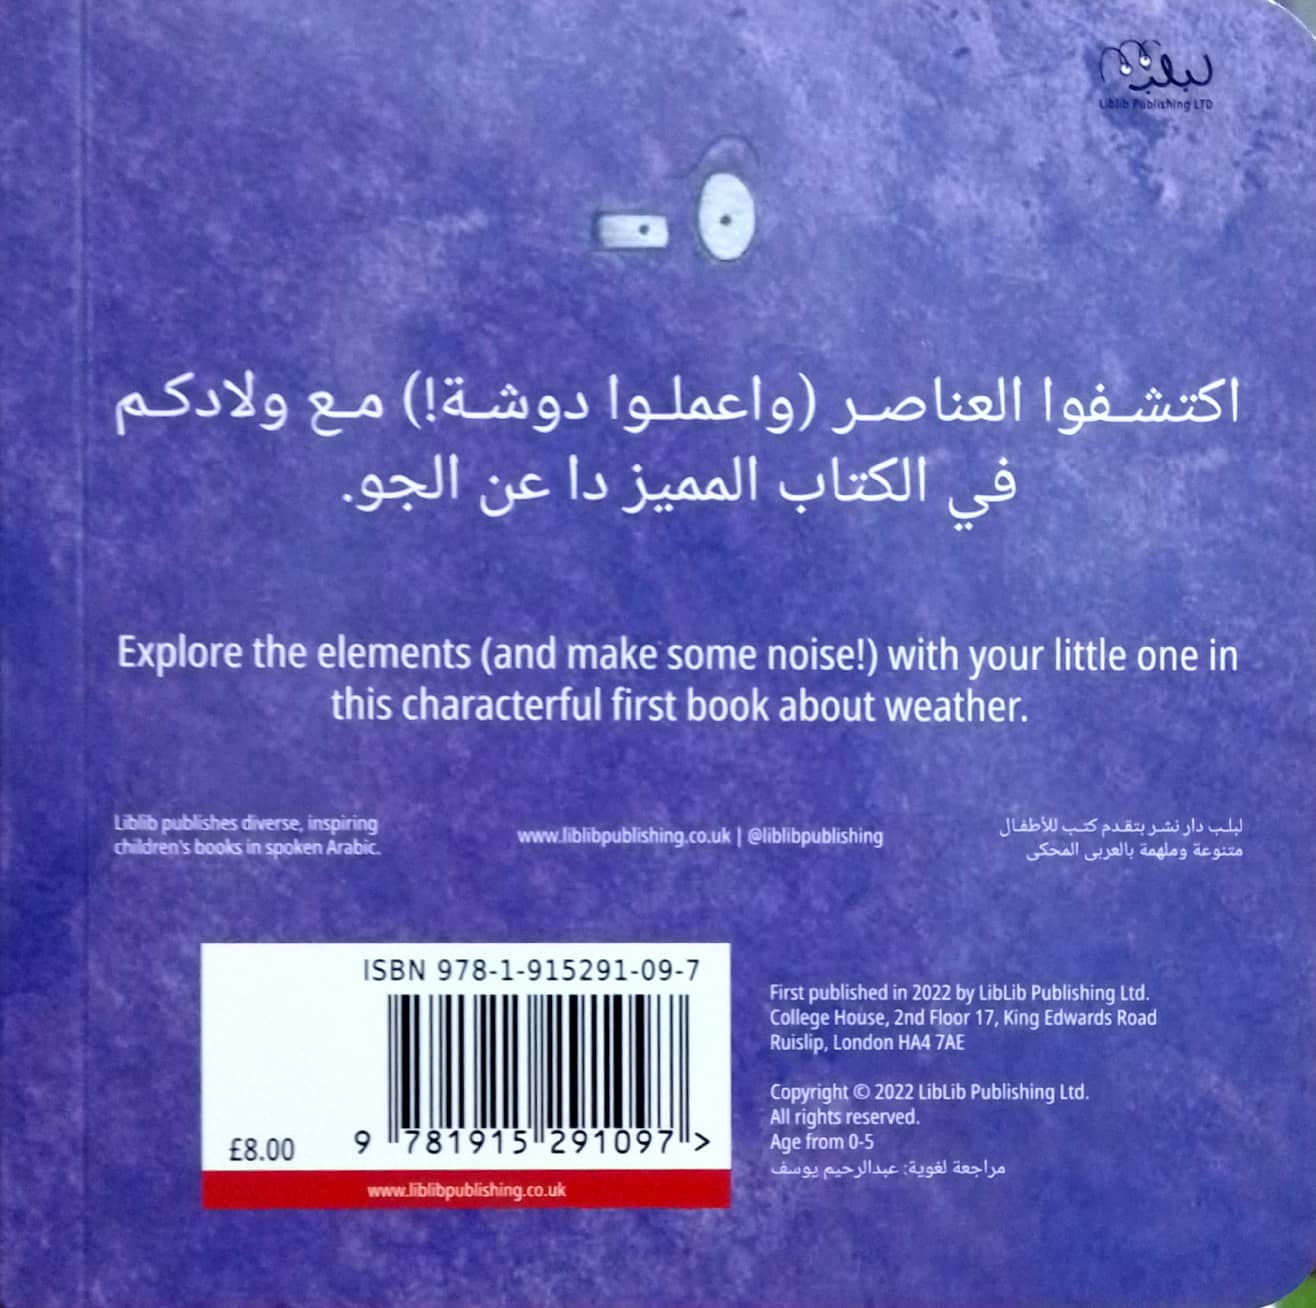 لبلب
Liblib Publishing LTD
اكتشفوا العناصر (واعملوا دوشة!) مع ولادكم
في الكتاب المميز دا عن الجو.
Explore the elements (and make some noise!) with your little one in
this characterful first book about weather.
Liblib publishes diverse, inspiring
children's books in spoken Arabic.
www.liblibpublishing.co.uk | @liblibpublishing
لبلب دار نشر بتقدم كتب للأطفال
متنوعة وملهمة بالعربى المحكى
ISBN 978-1-915291-09-7
9 781915 291097 >
£8.00
www.liblibpublishing.co.uk
First published in 2022 by LibLib Publishing Ltd.
College House, 2nd Floor 17, King Edwards Road
Ruislip, London HA4 7AE
Copyright © 2022 LibLib Publishing Ltd.
All rights reserved.
Age from 0-5
مراجعة لغوية: عبدالرحيم يوسف